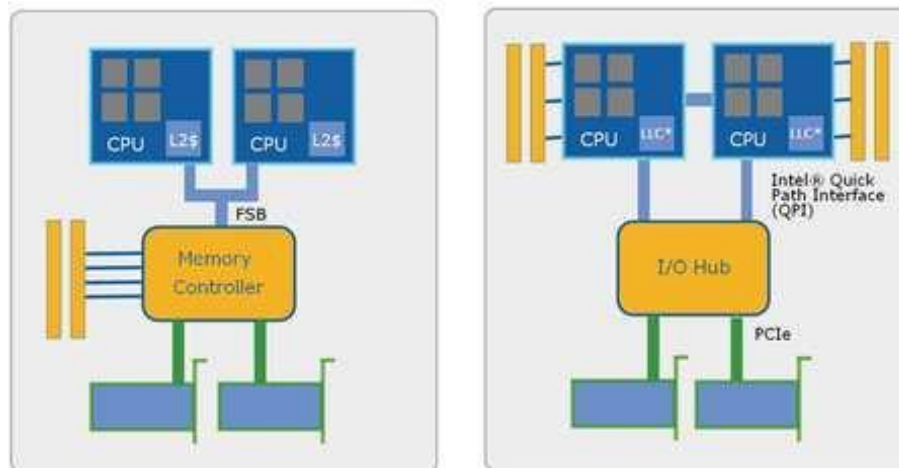 CPU
L2$
CPU
L2$
FSB
Memory
Controller
CPU
LLC*
CPU
LLC*
Intel® Quick
Path Interface
(QPI)
I/O Hub
PCIe